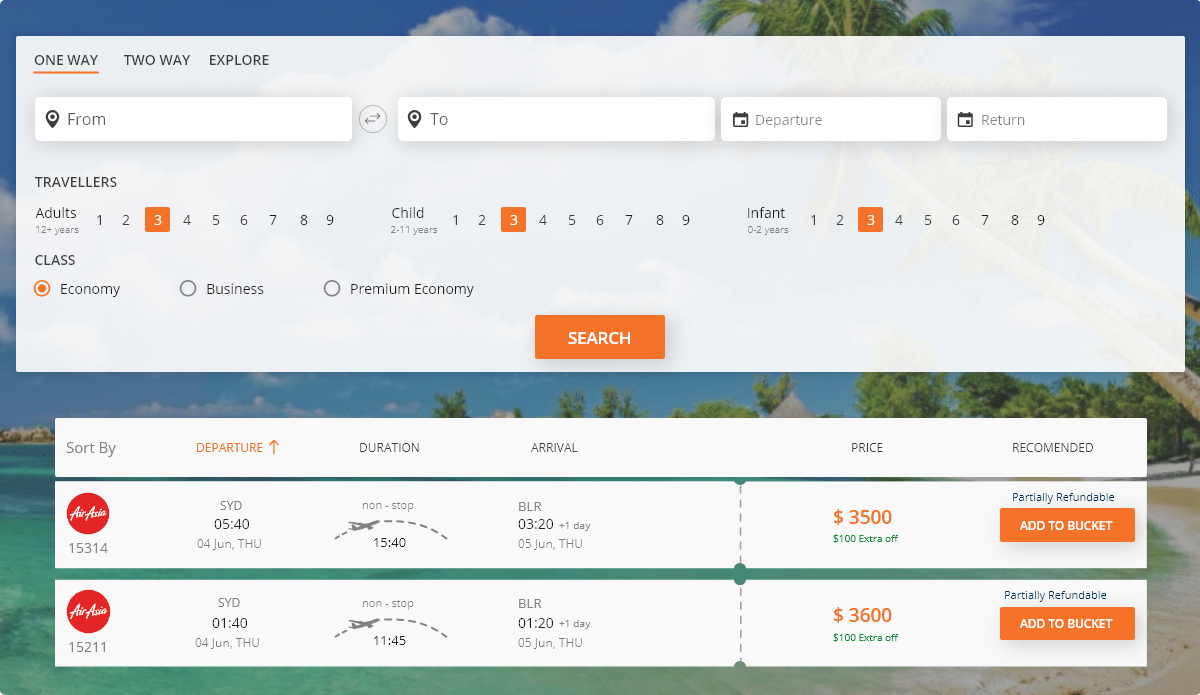 ONE WAY TWO WAY EXPLORE
From To Departure Return
TRAVELLERS
Adults 1 2 3 4 5 6 7 8 9 Child 1 2 3 4 5 6 7 8 9 Infant 1 2 3 4 5 6 7 8 9
12+ years 2-11 years 0-2 years
CLASS
Economy Business Premium Economy
SEARCH
Sort By DEPARTURE DURATION ARRIVAL PRICE RECOMENDED
Partially Refundable
SYD non - stop BLR
AirAsia 05:40 03:20 +1 day $ 3500 ADD TO BUCKET
15314 04 Jun, THU 15:40 05 Jun, THU $100 Extra off
Partially Refundable
SYD non - stop BLR
AirAsia 01:40 01:20 +1 day $ 3600 ADD TO BUCKET
15211 04 Jun, THU 11:45 05 Jun, THU $100 Extra off